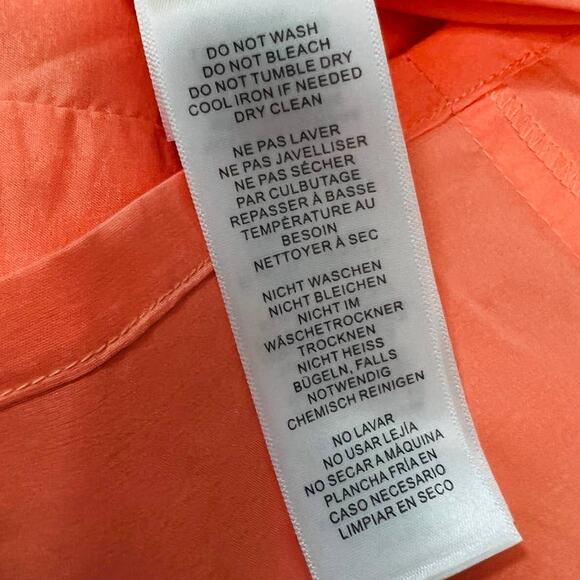 DO NOT WASH
DO NOT BLEACH
DO NOT TUMBLE DRY
COOL IRON IF NEEDED
DRY CLEAN
NE PAS LAVER
NE PAS JAVELLISER
NE PAS SÉCHER
PAR CULBUTAGE
REPASSER À BASSE
TEMPÉRATURE AU
BESOIN
NETTOYER À SEC
NICHT WASCHEN
NICHT BLEICHEN
NICHT IM
WÄSCHETROCKNER
TROCKNEN
NICHT HEISS
BÜGELN, FALLS
NOTWENDIG
CHEMISCH REINIGEN
NO LAVAR
NO USAR LEJÍA
NO SECAR A MÁQUINA
PLANCHA FRÍA EN
CASO NECESARIO
LIMPIAR EN SECO